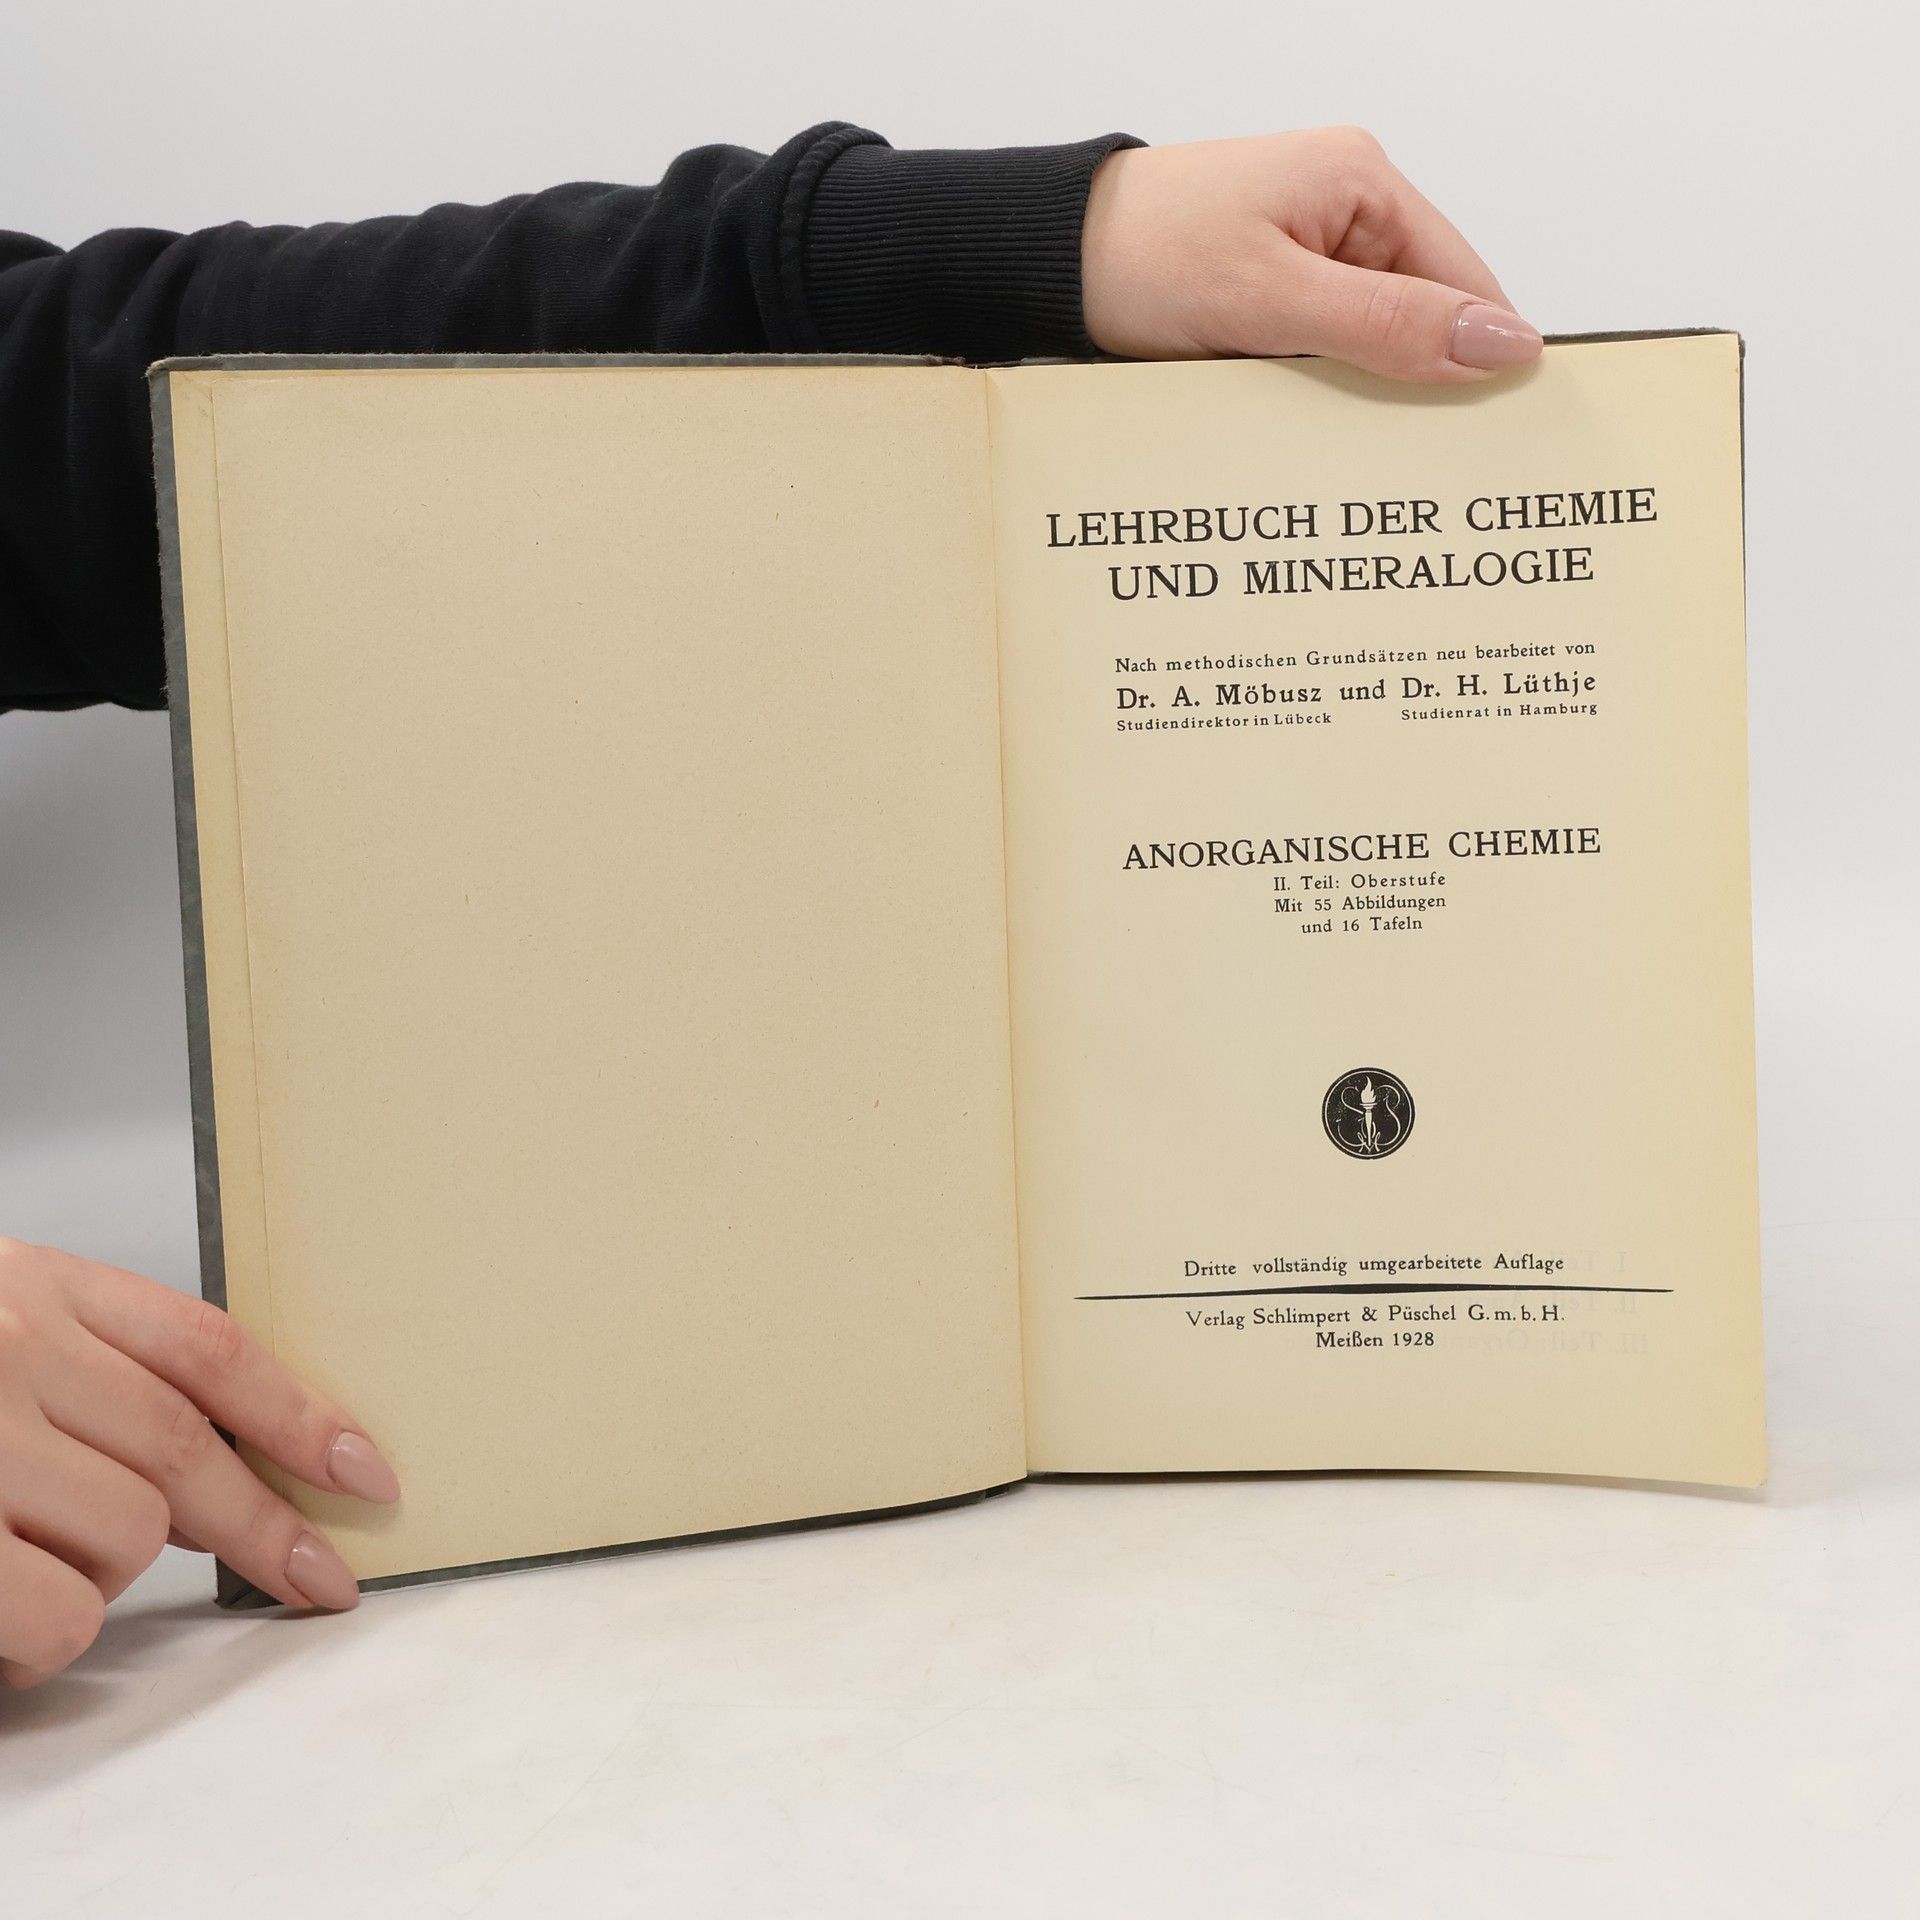 LEHRBUCH DER CHEMIE
UND MINERALOGIE
Nach methodischen Grundsätzen neu bearbeitet von
Dr. A. Möbusz und Dr. H. Lüthje
Studiendirektor in Lübeck Studienrat in Hamburg
ANORGANISCHE CHEMIE
II. Teil: Oberstufe
Mit 55 Abbildungen
und 16 Tafeln
Dritte vollständig umgearbeitete Auflage
Verlag Schlimpert & Püschel G. m. b. H.
Meißen 1928